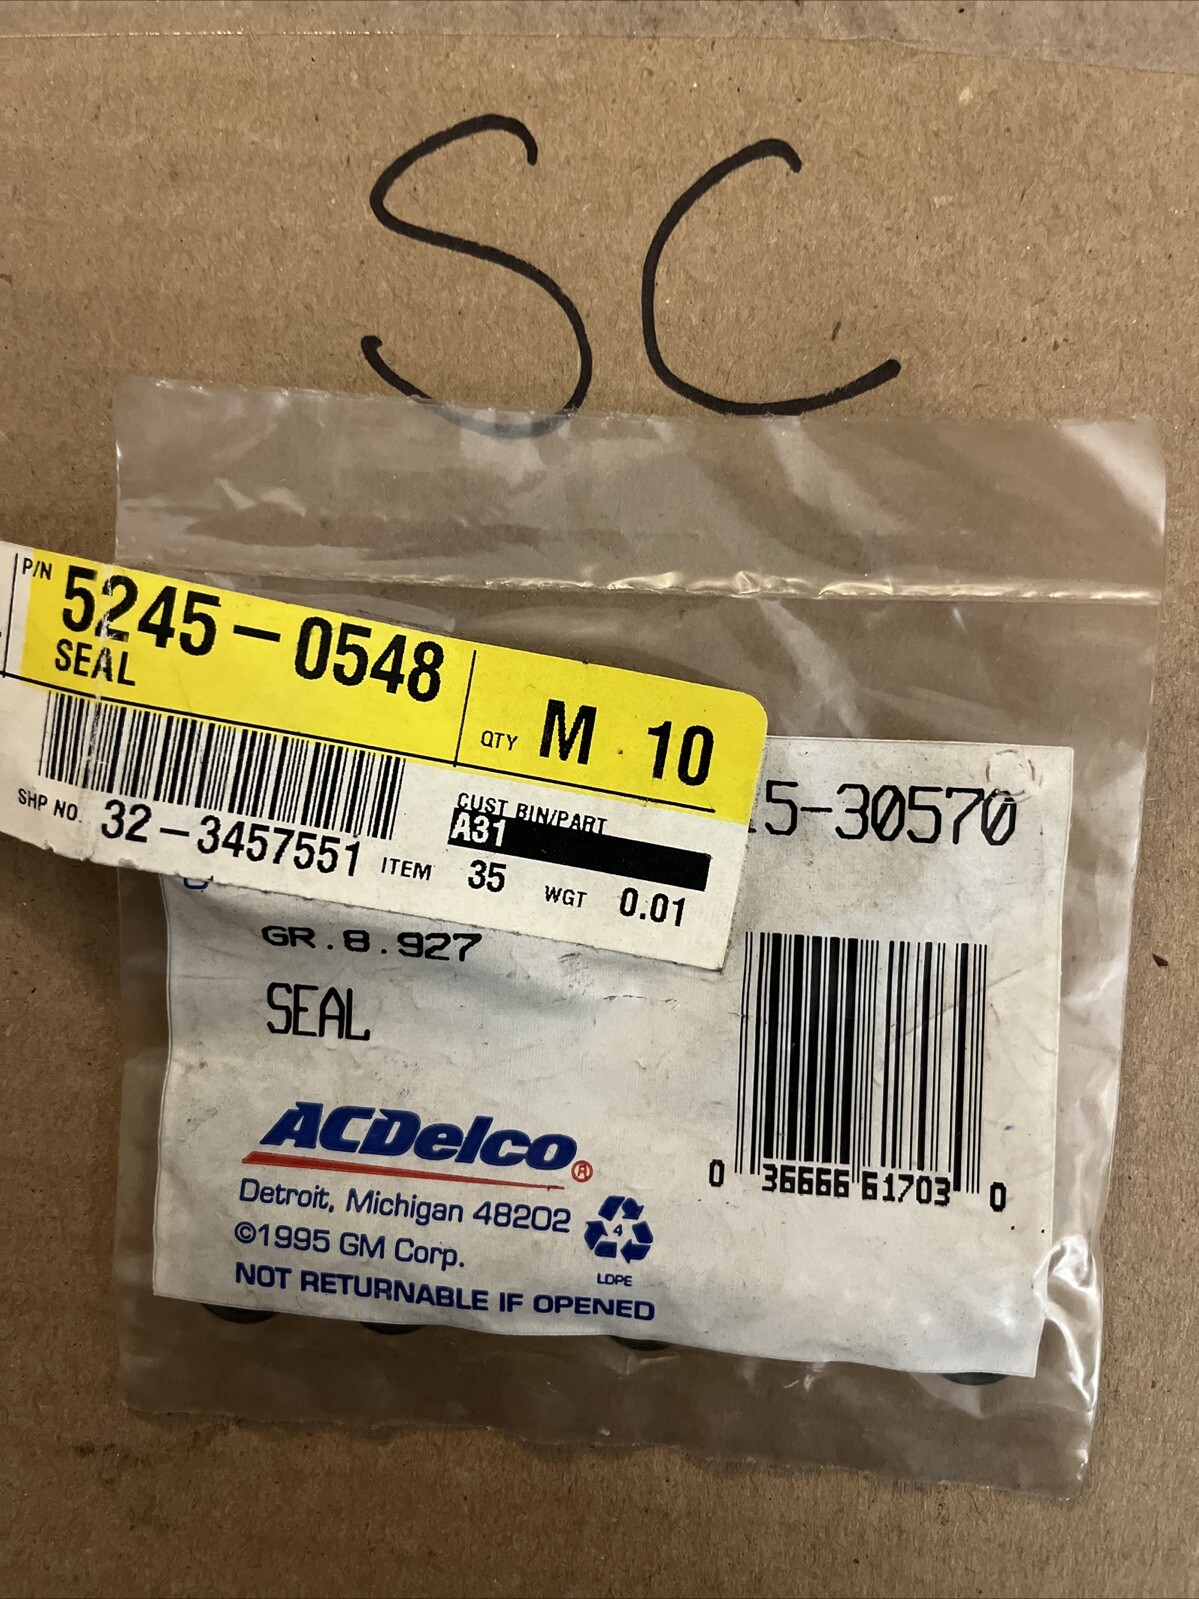 SC
P/N 5245-0548
SEAL
QTY M 10
CUST BIN/PART
A31
SHP NO. 32-3457551 ITEM 35 WGT 0.01
15-30570
GR.8.927
SEAL
ACDelco®
Detroit, Michigan 48202
©1995 GM Corp.
NOT RETURNABLE IF OPENED
4
LDPE
0 36666 61703 0